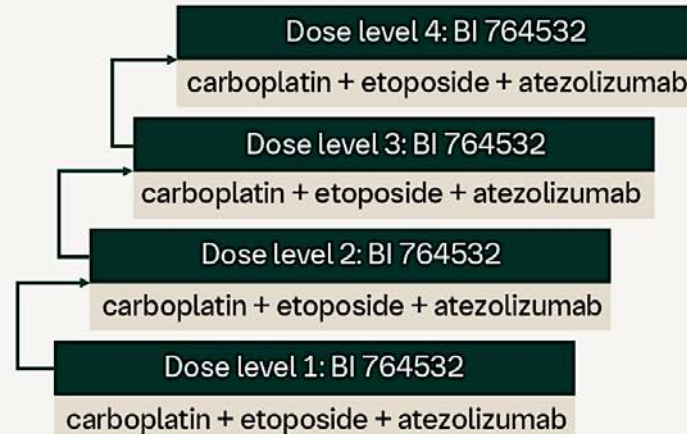 Dose level 4: BI 764532
carboplatin + etoposide + atezolizumab
Dose level 3: BI 764532
carboplatin + etoposide + atezolizumab
Dose level 2: BI 764532
carboplatin + etoposide + atezolizumab
Dose level 1: BI 764532
carboplatin + etoposide + atezolizumab